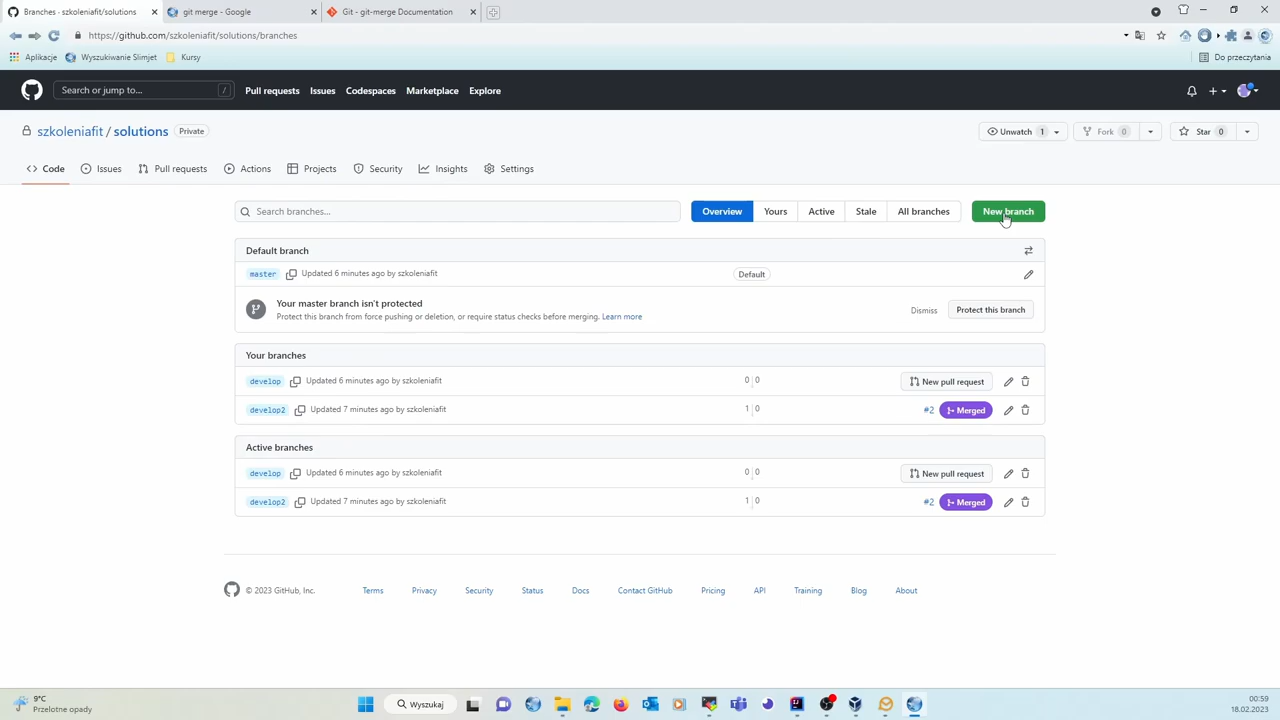 Branches - szkoleniafit/solutions
git merge - Google
Git - git-merge Documentation
https://github.com/szkoleniafit/solutions/branches
Aplikacje
Wyszukiwanie Slimjet
Kursy
Do przeczytania
Search or jump to...
/
Pull requests
Issues
Codespaces
Marketplace
Explore
szkoleniafit / solutions
Private
Unwatch 1
Fork 0
Star 0
Code
Issues
Pull requests
Actions
Projects
Security
Insights
Settings
Search branches...
Overview
Yours
Active
Stale
All branches
New branch
Default branch
master Updated 6 minutes ago by szkoleniafit Default
Your master branch isn't protected
Protect this branch from force pushing or deletion, or require status checks before merging. Learn more
Dismiss
Protect this branch
Your branches
develop Updated 6 minutes ago by szkoleniafit 0 0 New pull request
develop2 Updated 7 minutes ago by szkoleniafit 1 0 #2 Merged
Active branches
develop Updated 6 minutes ago by szkoleniafit 0 0 New pull request
develop2 Updated 7 minutes ago by szkoleniafit 1 0 #2 Merged
© 2023 GitHub, Inc.
Terms
Privacy
Security
Status
Docs
Contact GitHub
Pricing
API
Training
Blog
About
9°C
Przelotne opady
Wyszukaj
00:59
18.02.2023